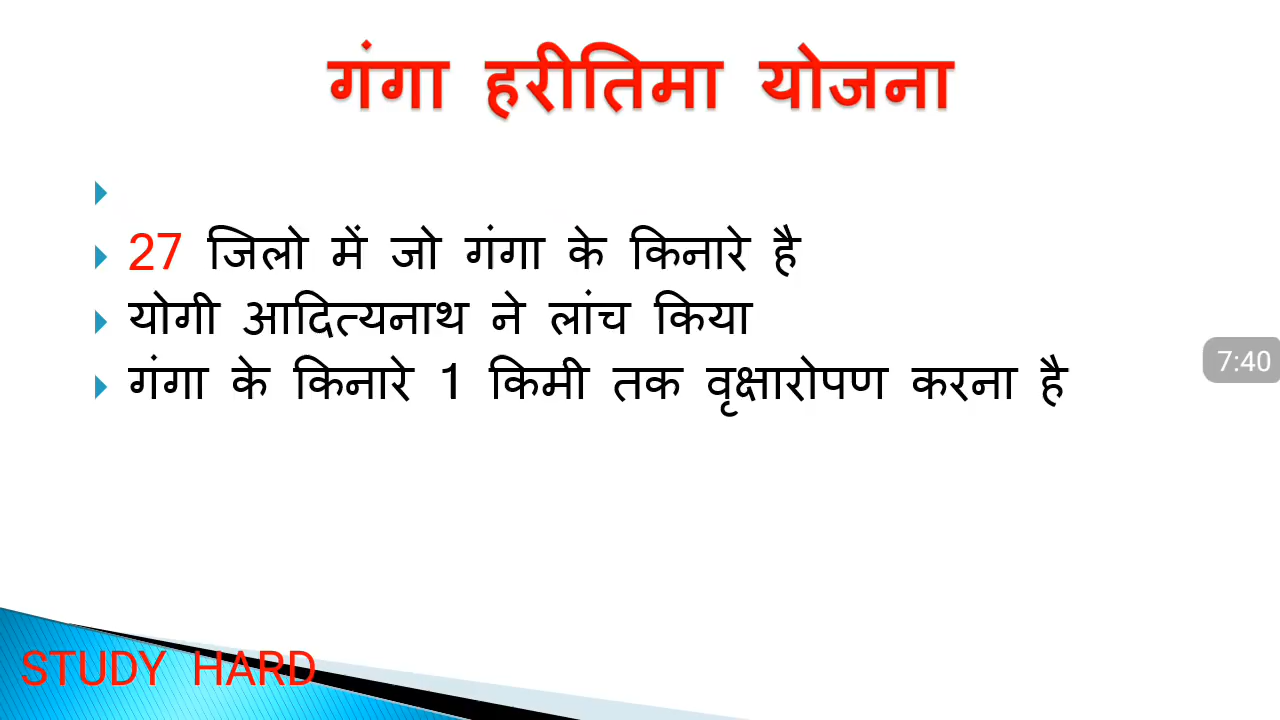 गंगा हरीतिमा योजना
27 जिलो में जो गंगा के किनारे है
योगी आदित्यनाथ ने लांच किया
गंगा के किनारे 1 किमी तक वृक्षारोपण करना है
7:40
STUDY HARD